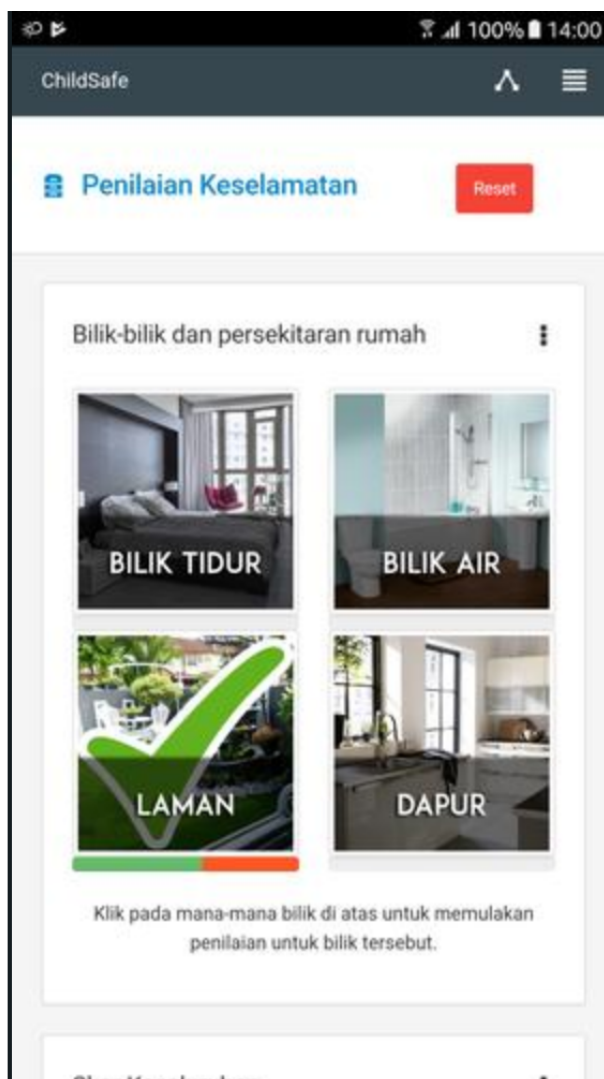 100% 14:00
ChildSafe
Penilaian Keselamatan
Reset
Bilik-bilik dan persekitaran rumah
BILIK TIDUR
BILIK AIR
LAMAN
DAPUR
Klik pada mana-mana bilik di atas untuk memulakan
penilaian untuk bilik tersebut.